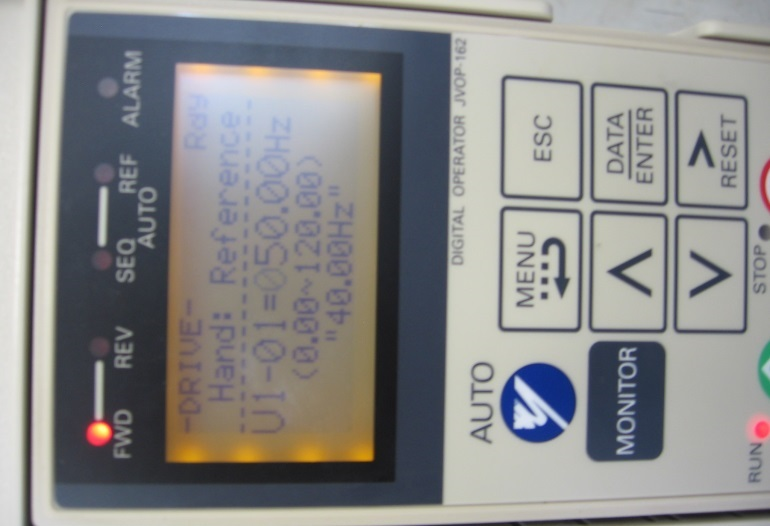 FWD REV SEQ REF ALARM
AUTO
-DRIVE- Rdy
Hand: Reference
U1-01=050.00Hz
(0.00~120.00)
"40.00Hz"
DIGITAL OPERATOR JVOP-162
AUTO MENU ESC
MONITOR DATA
ENTER
RESET
RUN STOP